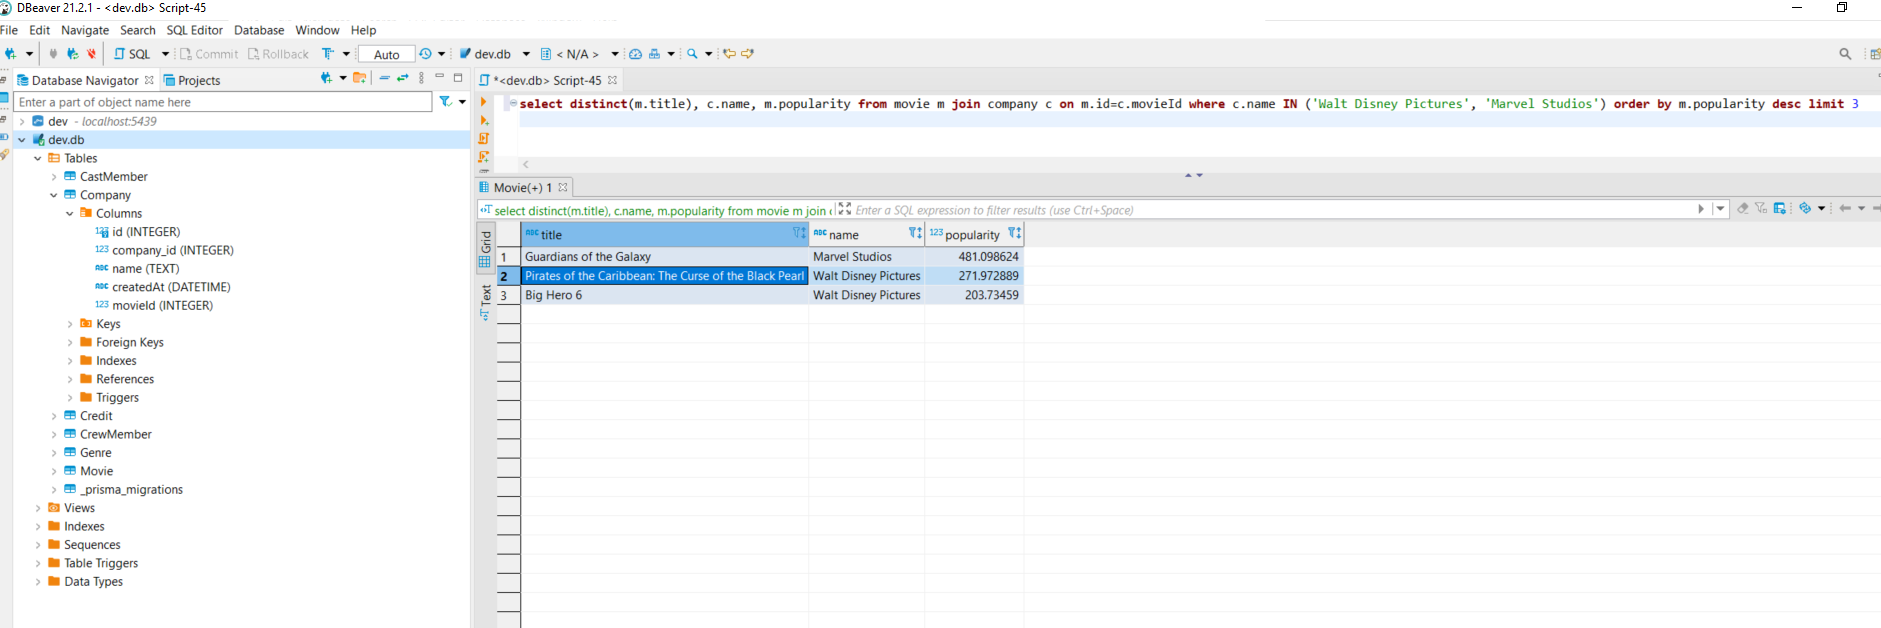 DBeaver 21.2.1 - <dev.db> Script-45
File Edit Navigate Search SQL Editor Database Window Help
SQL Commit Rollback Auto dev.db < N/A >
Database Navigator Projects
Enter a part of object name here
dev - localhost:5439
dev.db
Tables
CastMember
Company
Columns
id (INTEGER)
company_id (INTEGER)
name (TEXT)
createdAt (DATETIME)
movieId (INTEGER)
Keys
Foreign Keys
Indexes
References
Triggers
Credit
CrewMember
Genre
Movie
_prisma_migrations
Views
Indexes
Sequences
Table Triggers
Data Types
*<dev.db> Script-45
select distinct(m.title), c.name, m.popularity from movie m join company c on m.id=c.movieId where c.name IN ('Walt Disney Pictures', 'Marvel Studios') order by m.popularity desc limit 3
Movie(+) 1
select distinct(m.title), c.name, m.popularity from movie m join c Enter a SQL expression to filter results (use Ctrl+Space)
Grid
Text
ABC title ABC name 123 popularity
1 Guardians of the Galaxy Marvel Studios 481.098624
2 Pirates of the Caribbean: The Curse of the Black Pearl Walt Disney Pictures 271.972889
3 Big Hero 6 Walt Disney Pictures 203.73459